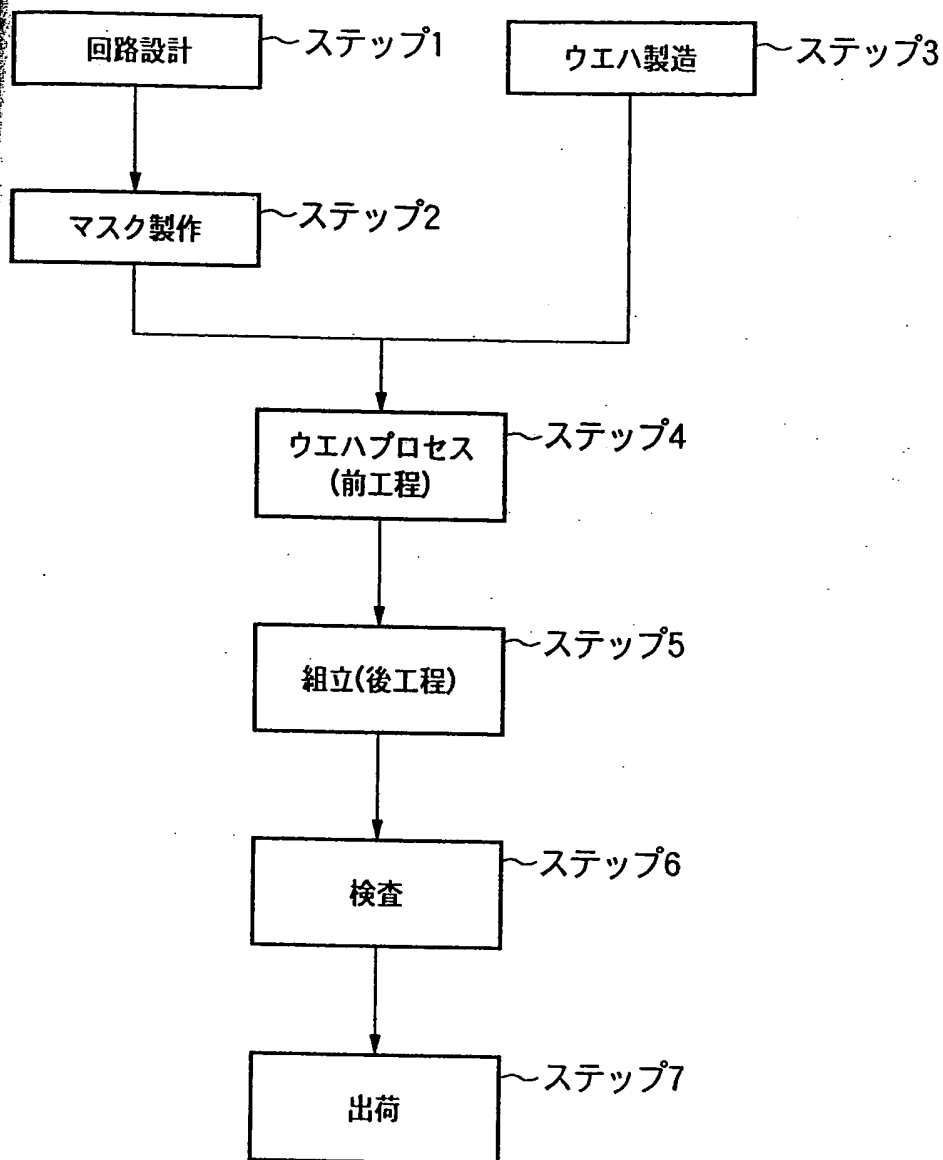 回路設計
ステップ1
ウエハ製造
ステップ3
マスク製作
ステップ2
ウエハプロセス
(前工程)
ステップ4
組立(後工程)
ステップ5
検査
ステップ6
出荷
ステップ7